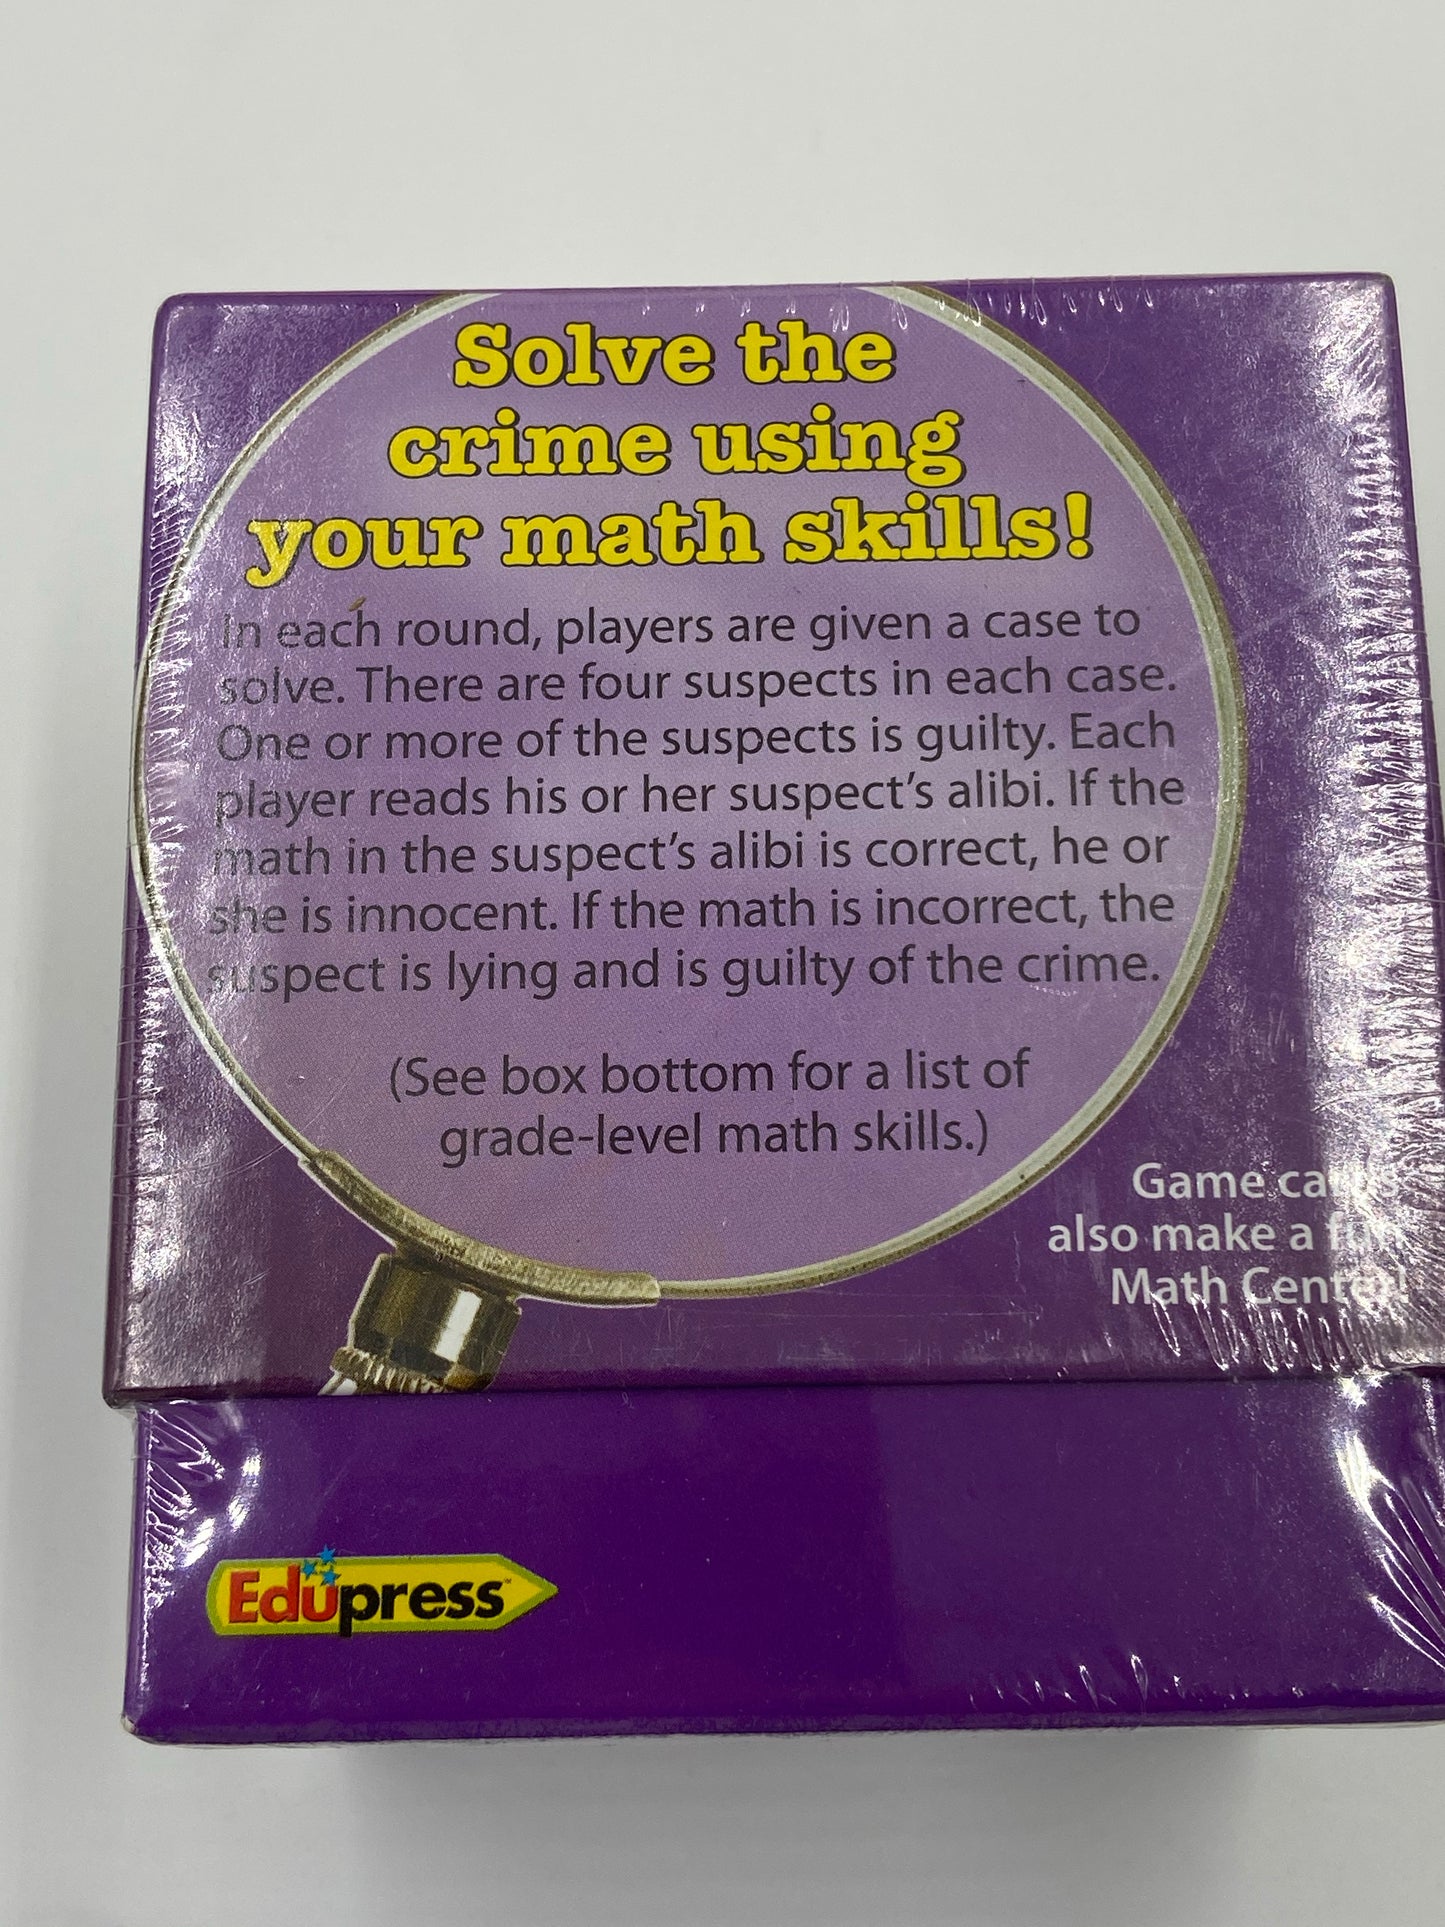 Solve the
crime using
your math skills!
In each round, players are given a case to
solve. There are four suspects in each case.
One or more of the suspects is guilty. Each
player reads his or her suspect's alibi. If the
math in the suspect's alibi is correct, he or
she is innocent. If the math is incorrect, the
suspect is lying and is guilty of the crime.
(See box bottom for a list of
grade-level math skills.)
Game cards
also make a fun
Math Center!
Edupress™